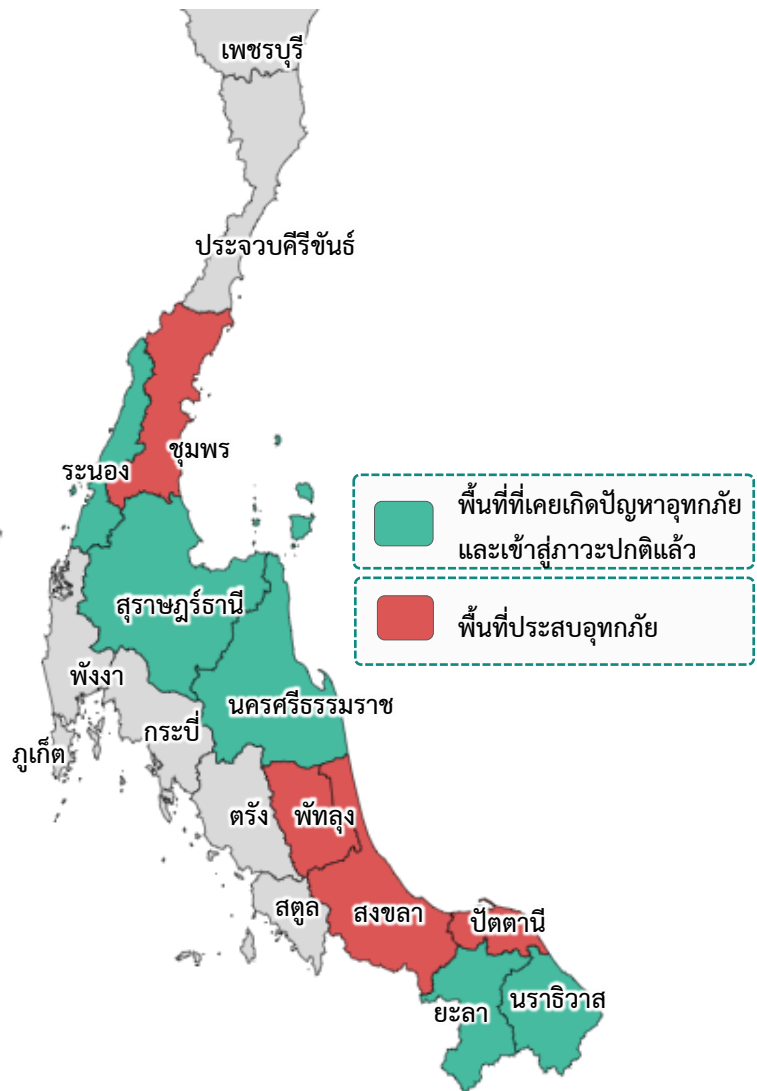 เพชรบุรี
ประจวบคีรีขันธ์
ชุมพร
ระนอง
พื้นที่ที่เคยเกิดปัญหาอุทกภัย
และเข้าสู่ภาวะปกติแล้ว
สุราษฎร์ธานี
พื้นที่ประสบอุทกภัย
พังงา
นครศรีธรรมราช
กระบี่
ภูเก็ต
ตรัง
พัทลุง
สตูล
สงขลา
ปัตตานี
นราธิวาส
ยะลา